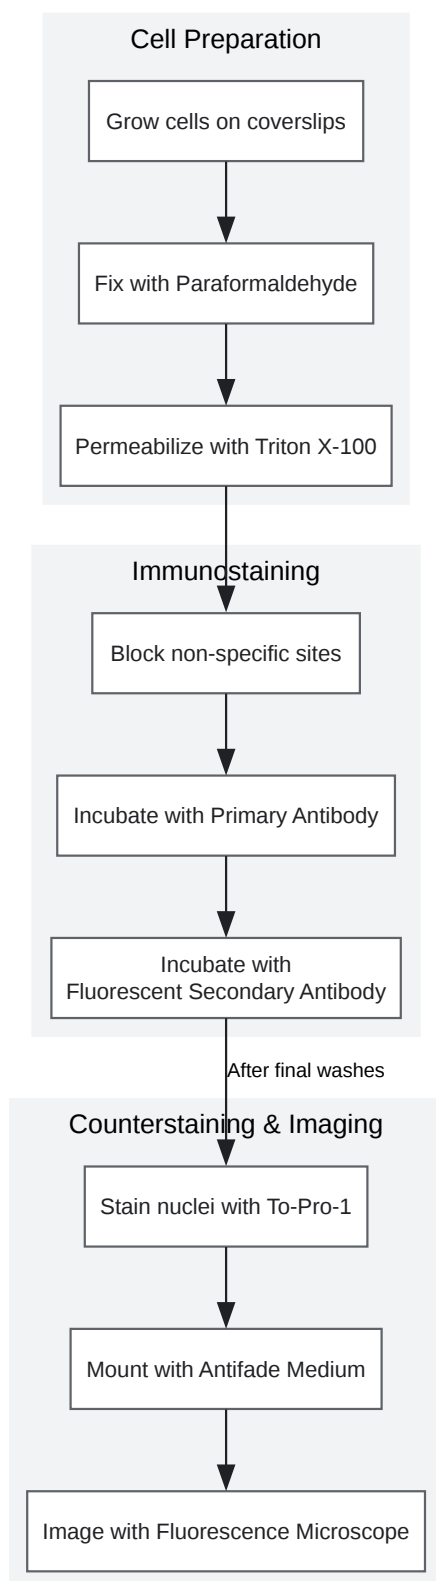 Cell Preparation
Grow cells on coverslips
Fix with Paraformaldehyde
Permeabilize with Triton X-100
Immunostaining
Block non-specific sites
Incubate with Primary Antibody
Incubate with
Fluorescent Secondary Antibody
After final washes
Counterstaining & Imaging
Stain nuclei with To-Pro-1
Mount with Antifade Medium
Image with Fluorescence Microscope